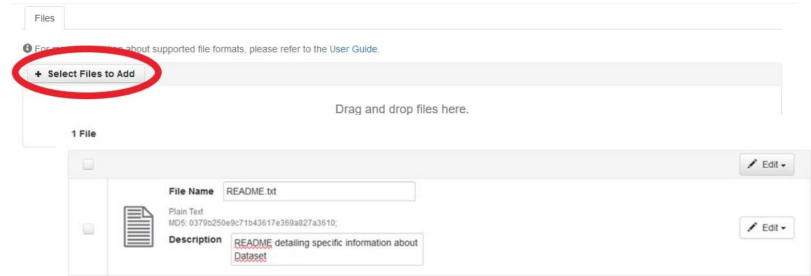 Files
For about supported file formats, please refer to the User Guide.
+ Select Files to Add
Drag and drop files here.
1 File
Edit
File Name README.txt
Plain Text
MD5: 0379b250e9c71b43617e369a827a3610;
Edit
Description README detailing specific information about
Dataset